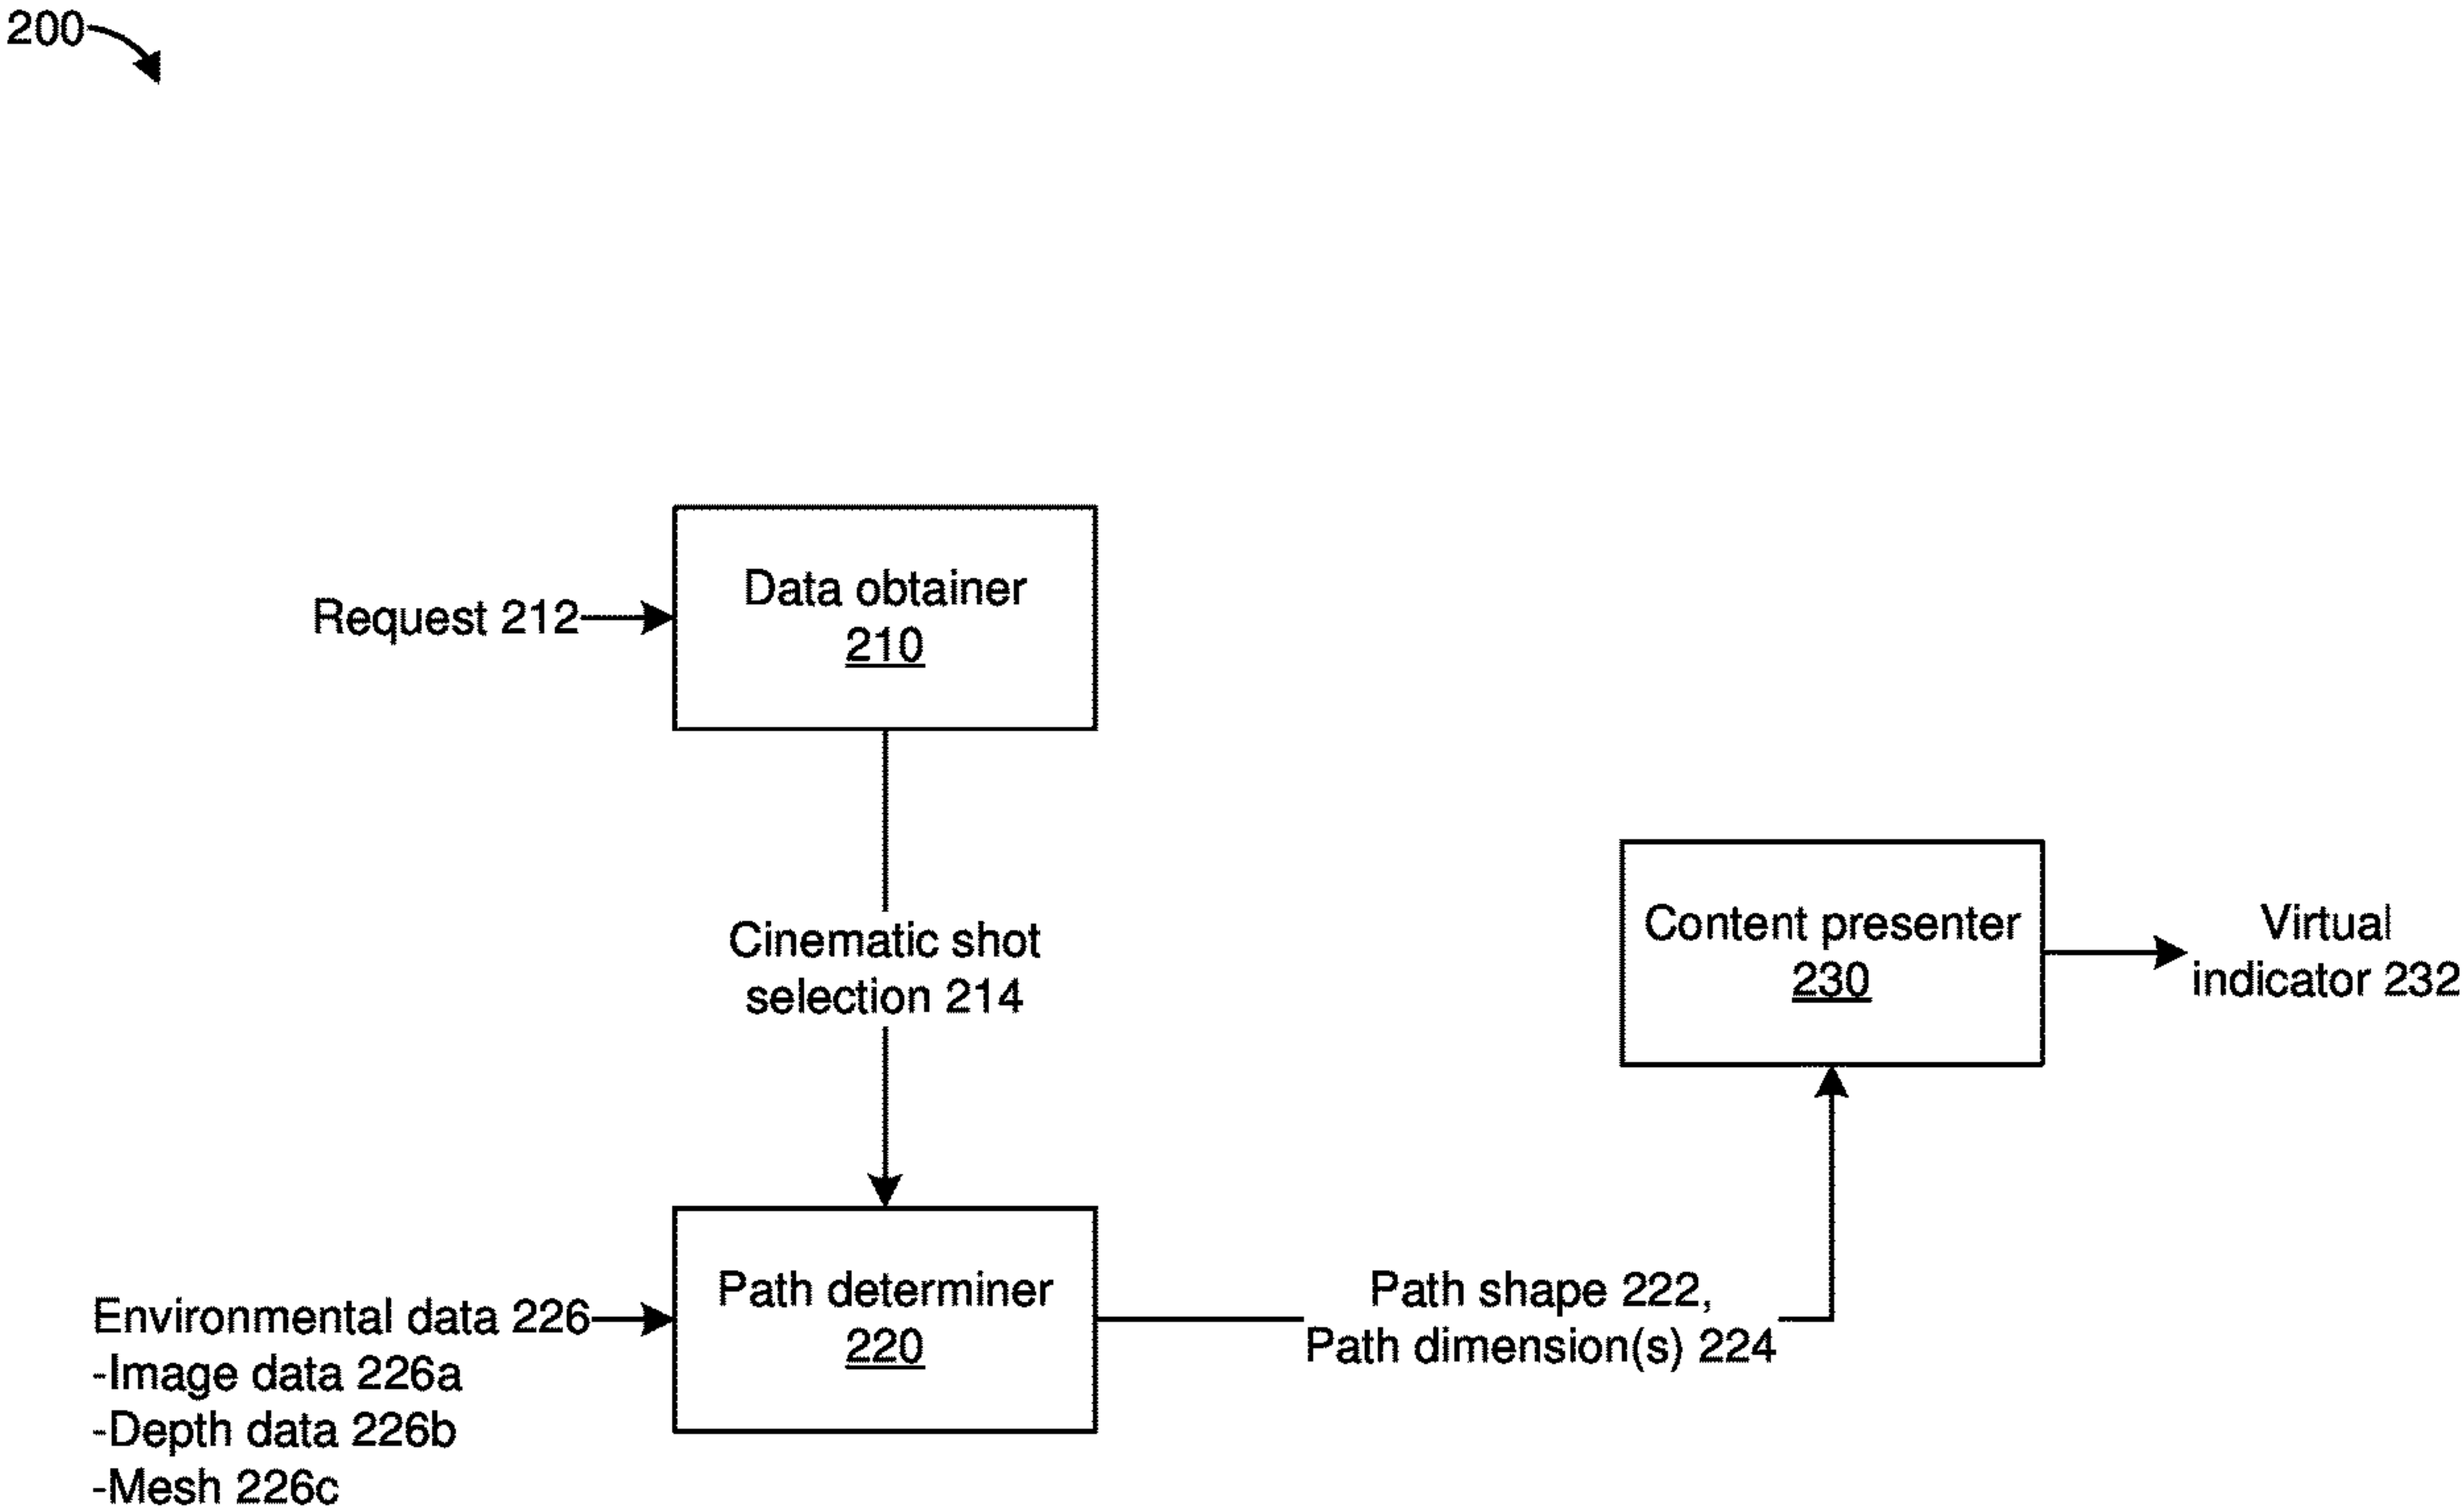 200
Request 212
Data obtainer
210
Cinematic shot
selection 214
Content presenter
230
Virtual
indicator 232
Environmental data 226
-Image data 226a
-Depth data 226b
-Mesh 226c
Path determiner
220
Path shape 222,
Path dimension(s) 224